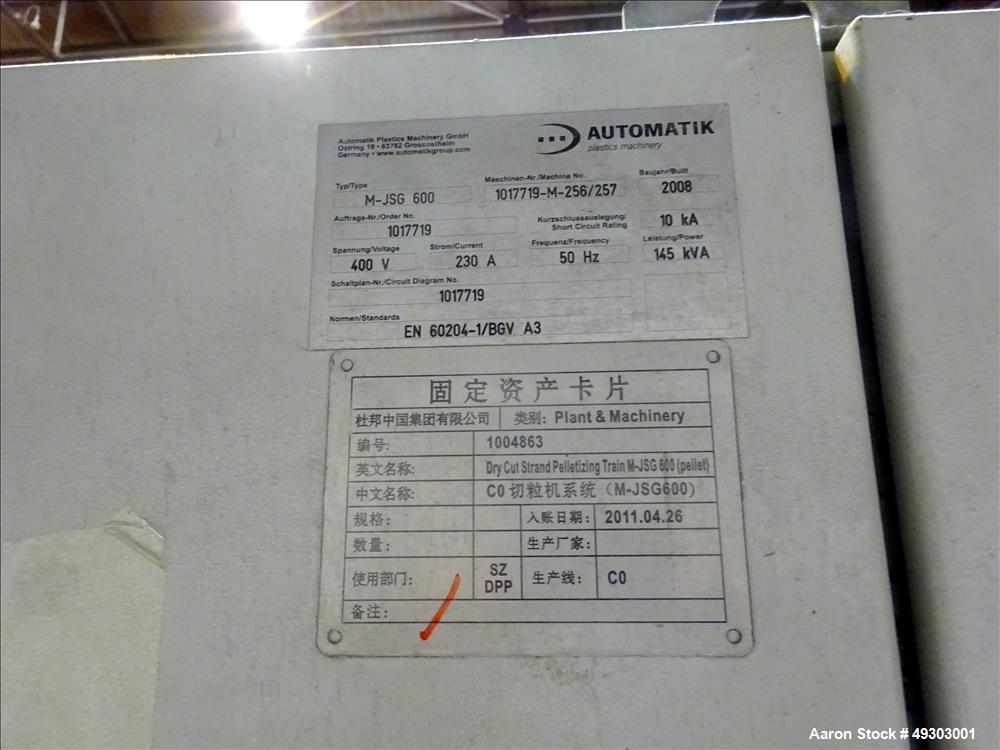 Automatik Plastics Machinery GmbH
Ostring 19 • 63762 Grossostheim
Germany • www.automatikgroup.com
AUTOMATIK
plastics machinery
Typ/Type
M-JSG 600
Maschinen-Nr./Machine No.
1017719-M-256/257
Baujahr/Built
2008
Auftrags-Nr./Order No.
1017719
Kurzschlussauslegung/
Short Circuit Rating
10 kA
Spannung/Voltage
400 V
Strom/Current
230 A
Frequenz/Frequency
50 Hz
Leistung/Power
145 kVA
Schaltplan-Nr./Circuit Diagram No.
1017719
Normen/Standards
EN 60204-1/BGV A3
固定资产卡片
杜邦中国集团有限公司 类别: Plant & Machinery
编号: 1004863
英文名称: Dry Cut Strand Pelletizing Train M-JSG 600 (pellet)
中文名称: C0 切粒机系统（M-JSG600）
规格: 入账日期: 2011.04.26
数量: 生产厂家:
使用部门: SZ DPP 生产线: C0
备注:
Aaron Stock # 49303001